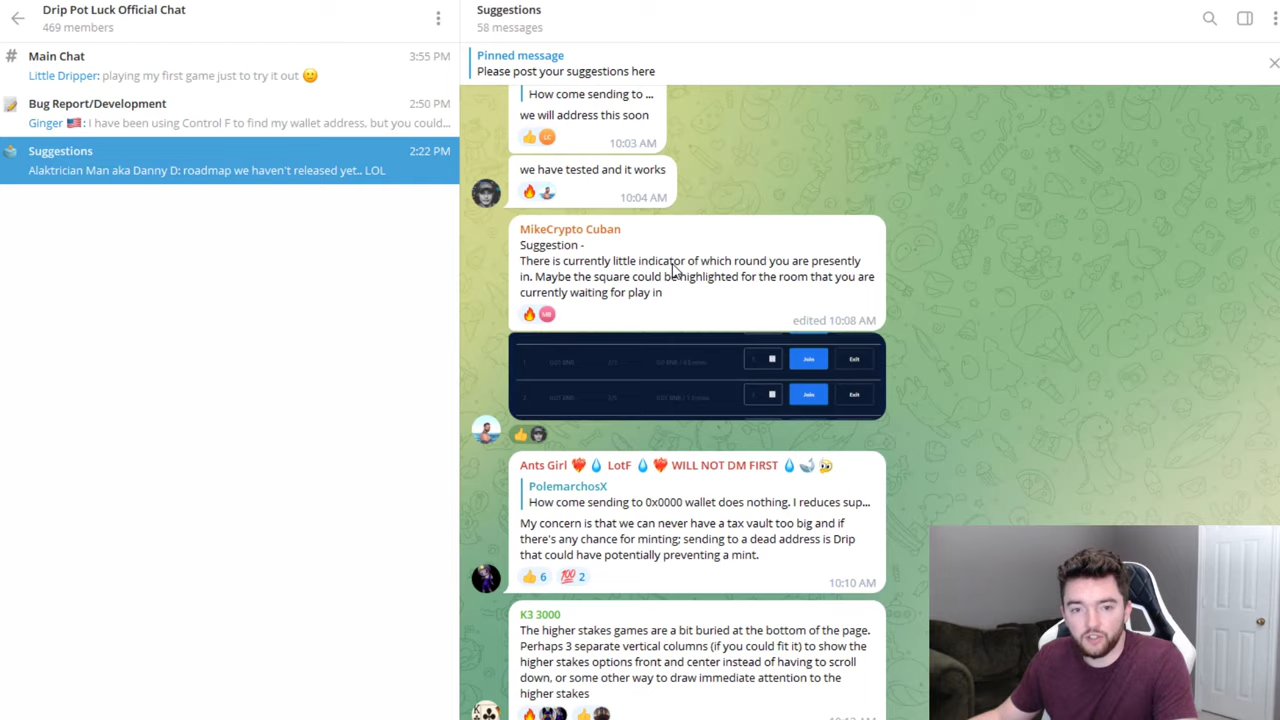 Drip Pot Luck Official Chat
469 members
# Main Chat 3:55 PM
Little Dripper: playing my first game just to try it out 🙂
Bug Report/Development 2:50 PM
Ginger 🇺🇸: I have been using Control F to find my wallet address, but you could...
Suggestions 2:22 PM
Alaktrician Man aka Danny D: roadmap we haven't released yet.. LOL
Suggestions
58 messages
Pinned message
Please post your suggestions here
How come sending to ...
we will address this soon
👍 LC 10:03 AM
we have tested and it works
🔥 10:04 AM
MikeCrypto Cuban
Suggestion -
There is currently little indicator of which round you are presently
in. Maybe the square could be highlighted for the room that you are
currently waiting for play in
🔥 edited 10:08 AM
1 Join Exit
2 Join Exit
👍
Ants Girl ❤️‍🔥 💧 LotF 💧 ❤️‍🔥 WILL NOT DM FIRST 💧 🐳
PolemarchosX
How come sending to 0x0000 wallet does nothing. I reduces sup...
My concern is that we can never have a tax vault too big and if
there's any chance for minting; sending to a dead address is Drip
that could have potentially preventing a mint.
👍 6 💯 2 10:10 AM
K3 3000
The higher stakes games are a bit buried at the bottom of the page.
Perhaps 3 separate vertical columns (if you could fit it) to show the
higher stakes options front and center instead of having to scroll
down, or some other way to draw immediate attention to the
higher stakes